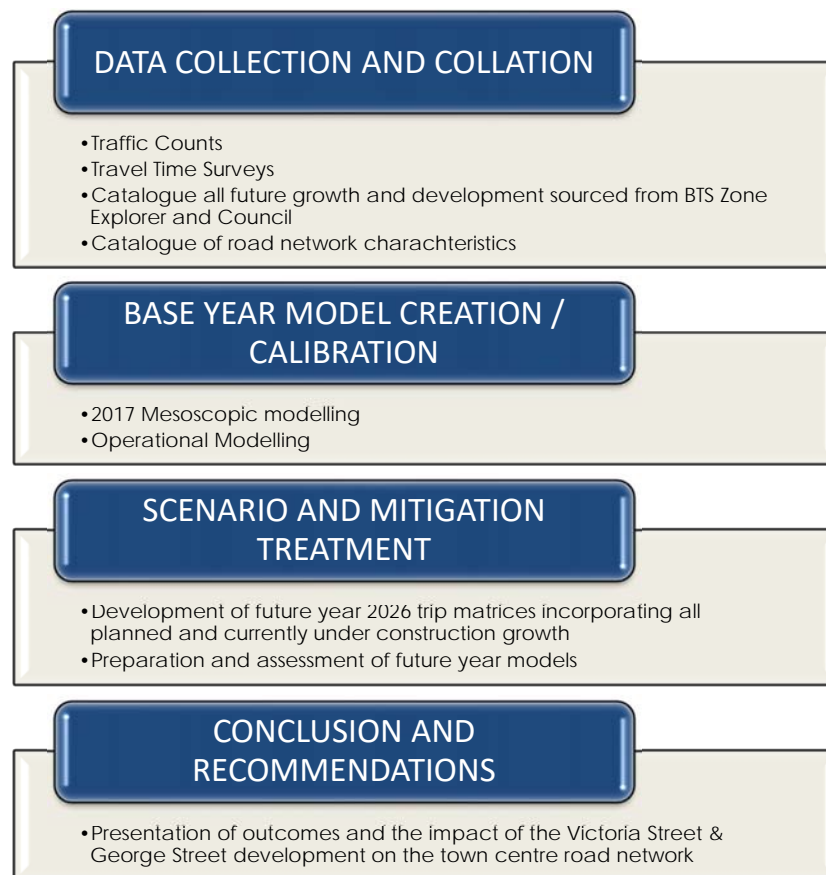 DATA COLLECTION AND COLLATION
•Traffic Counts
•Travel Time Surveys
•Catalogue all future growth and development sourced from BTS Zone
Explorer and Council
•Catalogue of road network charachteristics
BASE YEAR MODEL CREATION /
CALIBRATION
•2017 Mesoscopic modelling
•Operational Modelling
SCENARIO AND MITIGATION
TREATMENT
•Development of future year 2026 trip matrices incorporating all
planned and currently under construction growth
•Preparation and assessment of future year models
CONCLUSION AND
RECOMMENDATIONS
•Presentation of outcomes and the impact of the Victoria Street &
George Street development on the town centre road network